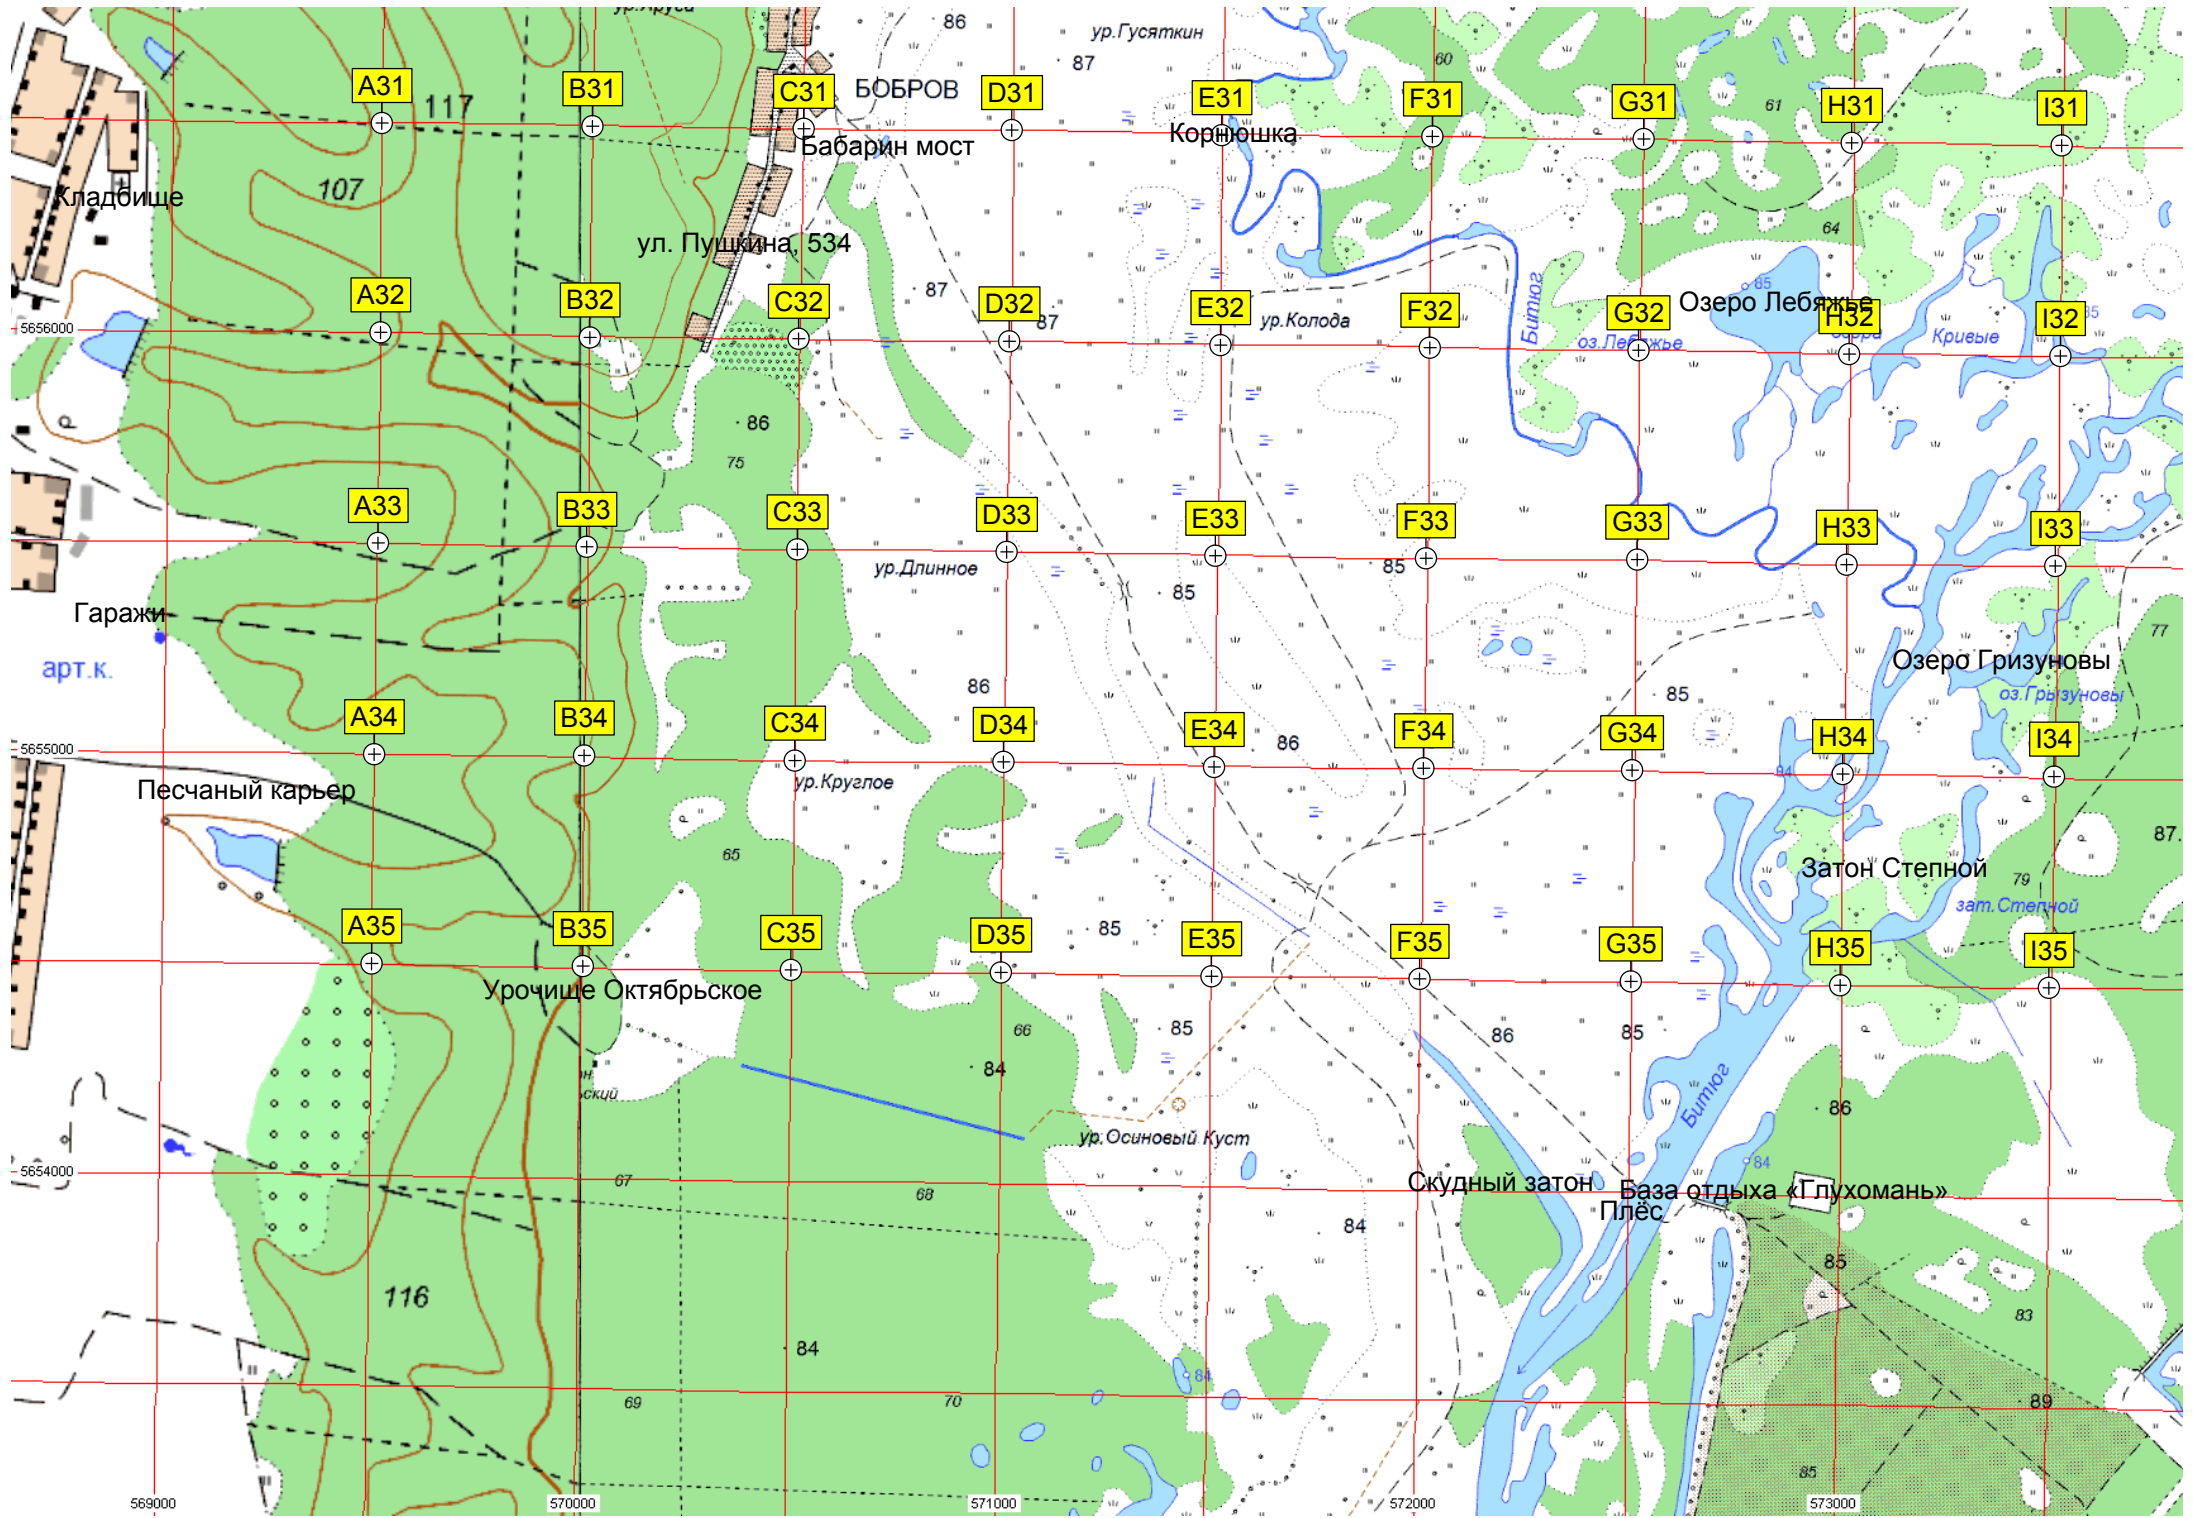 ур.Яруга
86
ур.Гусяткин
87
60
A31
117
B31
C31
БОБРОВ
D31
E31
F31
G31
61
H31
I31
Корнюшка
Бабарин мост
Кладбище
107
64
ул. Пушкина, 534
Битюг
87
85
Озеро Лебяжье
A32
B32
C32
D32
87
E32
ур.Колода
F32
G32
H32
I32
85
5656000
оз.Лебяжье
озёра
Кривые
86
75
77
A33
B33
C33
D33
E33
F33
G33
H33
I33
ур.Длинное
85
85
Гаражи
арт.к.
Озеро Гризуновы
оз.Грызуновы
86
85
A34
B34
C34
D34
E34
86
F34
G34
H34
I34
5655000
84
ур.Круглое
Песчаный карьер
87.
65
Затон Степной
79
зат.Степной
A35
B35
C35
D35
85
E35
F35
G35
H35
I35
Урочище Октябрьское
66
85
86
85
84
Битюг
86
ский
ур.Осиновый Куст
84
5654000
67
68
Скудный затон
База отдыха «Глухомань»
Плёс
84
85
116
83
84
84
69
70
89
85
569000
570000
571000
572000
573000